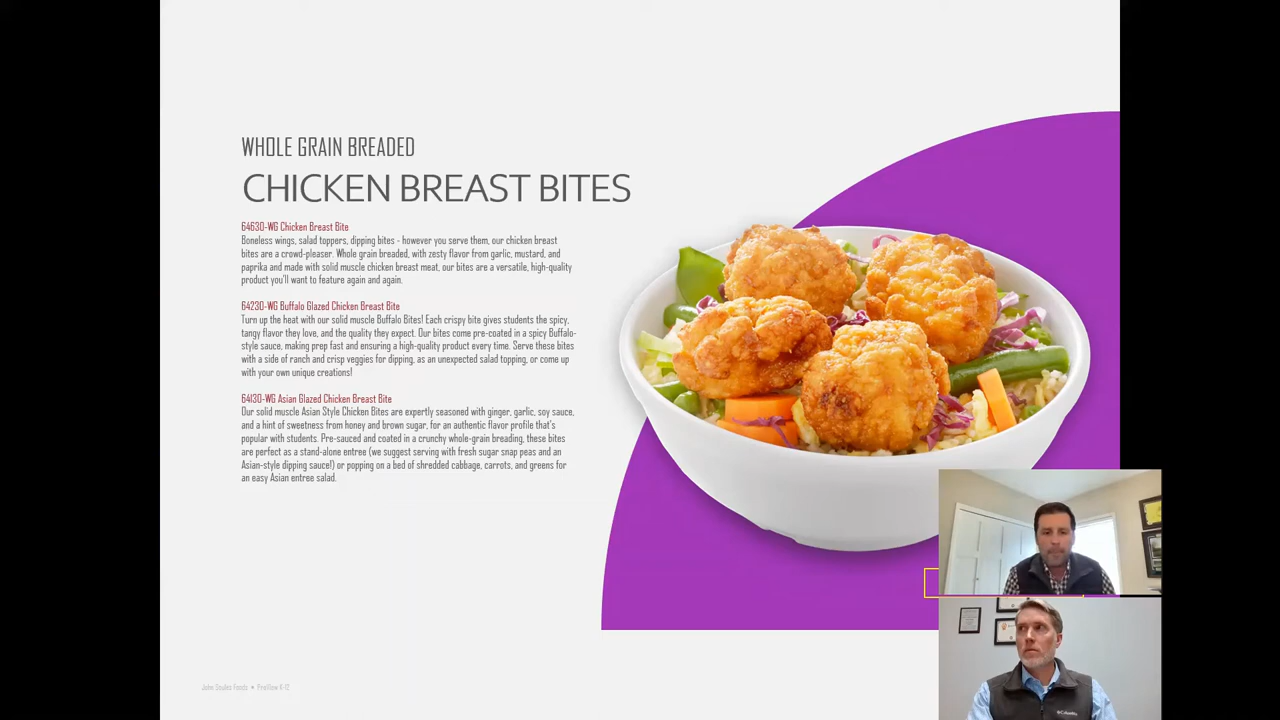 WHOLE GRAIN BREADED
CHICKEN BREAST BITES
64630-WG Chicken Breast Bite
Boneless wings, salad toppers, dipping bites - however you serve them, our chicken breast
bites are a crowd-pleaser. Whole grain breaded, with zesty flavor from garlic, mustard, and
paprika and made with solid muscle chicken breast meat, our bites are a versatile, high-quality
product you'll want to feature again and again.
64230-WG Buffalo Glazed Chicken Breast Bite
Turn up the heat with our solid muscle Buffalo Bites! Each crispy bite gives students the spicy,
tangy flavor they love, and the quality they expect. Our bites come pre-coated in a spicy Buffalo-
style sauce, making prep fast and ensuring a high-quality product every time. Serve these bites
with a side of ranch and crisp veggies for dipping, as an unexpected salad topping, or come up
with your own unique creations!
64130-WG Asian Glazed Chicken Breast Bite
Our solid muscle Asian Style Chicken Bites are expertly seasoned with ginger, garlic, soy sauce,
and a hint of sweetness from honey and brown sugar, for an authentic flavor profile that's
popular with students. Pre-sauced and coated in a crunchy whole-grain breading, these bites
are perfect as a stand-alone entree (we suggest serving with fresh sugar snap peas and an
Asian-style dipping sauce!) or popping on a bed of shredded cabbage, carrots, and greens for
an easy Asian entree salad.
John Soules Foods ★ ProView K-12
Columbia